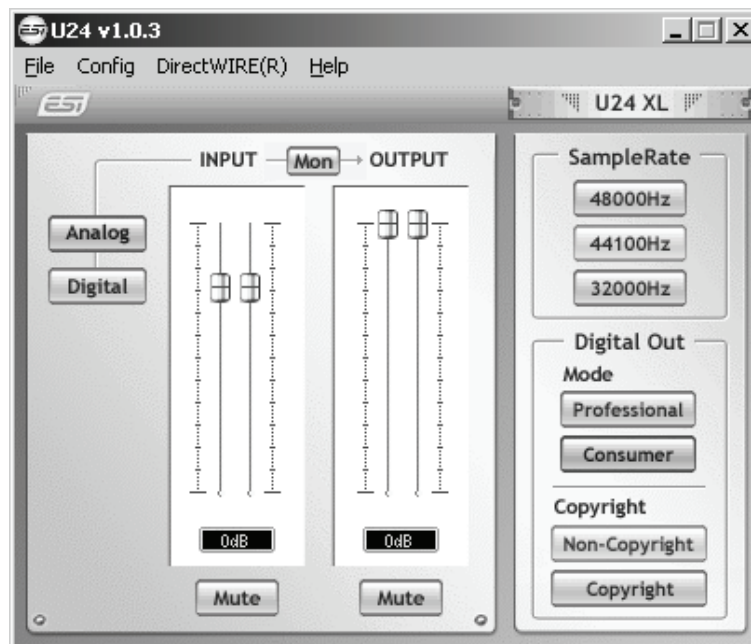 ESI U24 v1.0.3
File Config DirectWIRE(R) Help
ESI
U24 XL
INPUT Mon OUTPUT
Analog
Digital
0dB 0dB
Mute Mute
SampleRate
48000Hz
44100Hz
32000Hz
Digital Out
Mode
Professional
Consumer
Copyright
Non-Copyright
Copyright